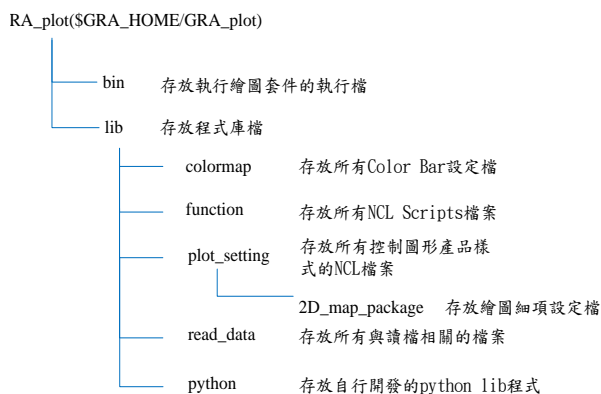 RA_plot($GRA_HOME/GRA_plot)
bin 存放執行繪圖套件的執行檔
lib 存放程式庫檔
colormap 存放所有Color Bar設定檔
function 存放所有NCL Scripts檔案
plot_setting 存放所有控制圖形產品樣
式的NCL檔案
2D_map_package 存放繪圖細項設定檔
read_data 存放所有與讀檔相關的檔案
python 存放自行開發的python lib程式